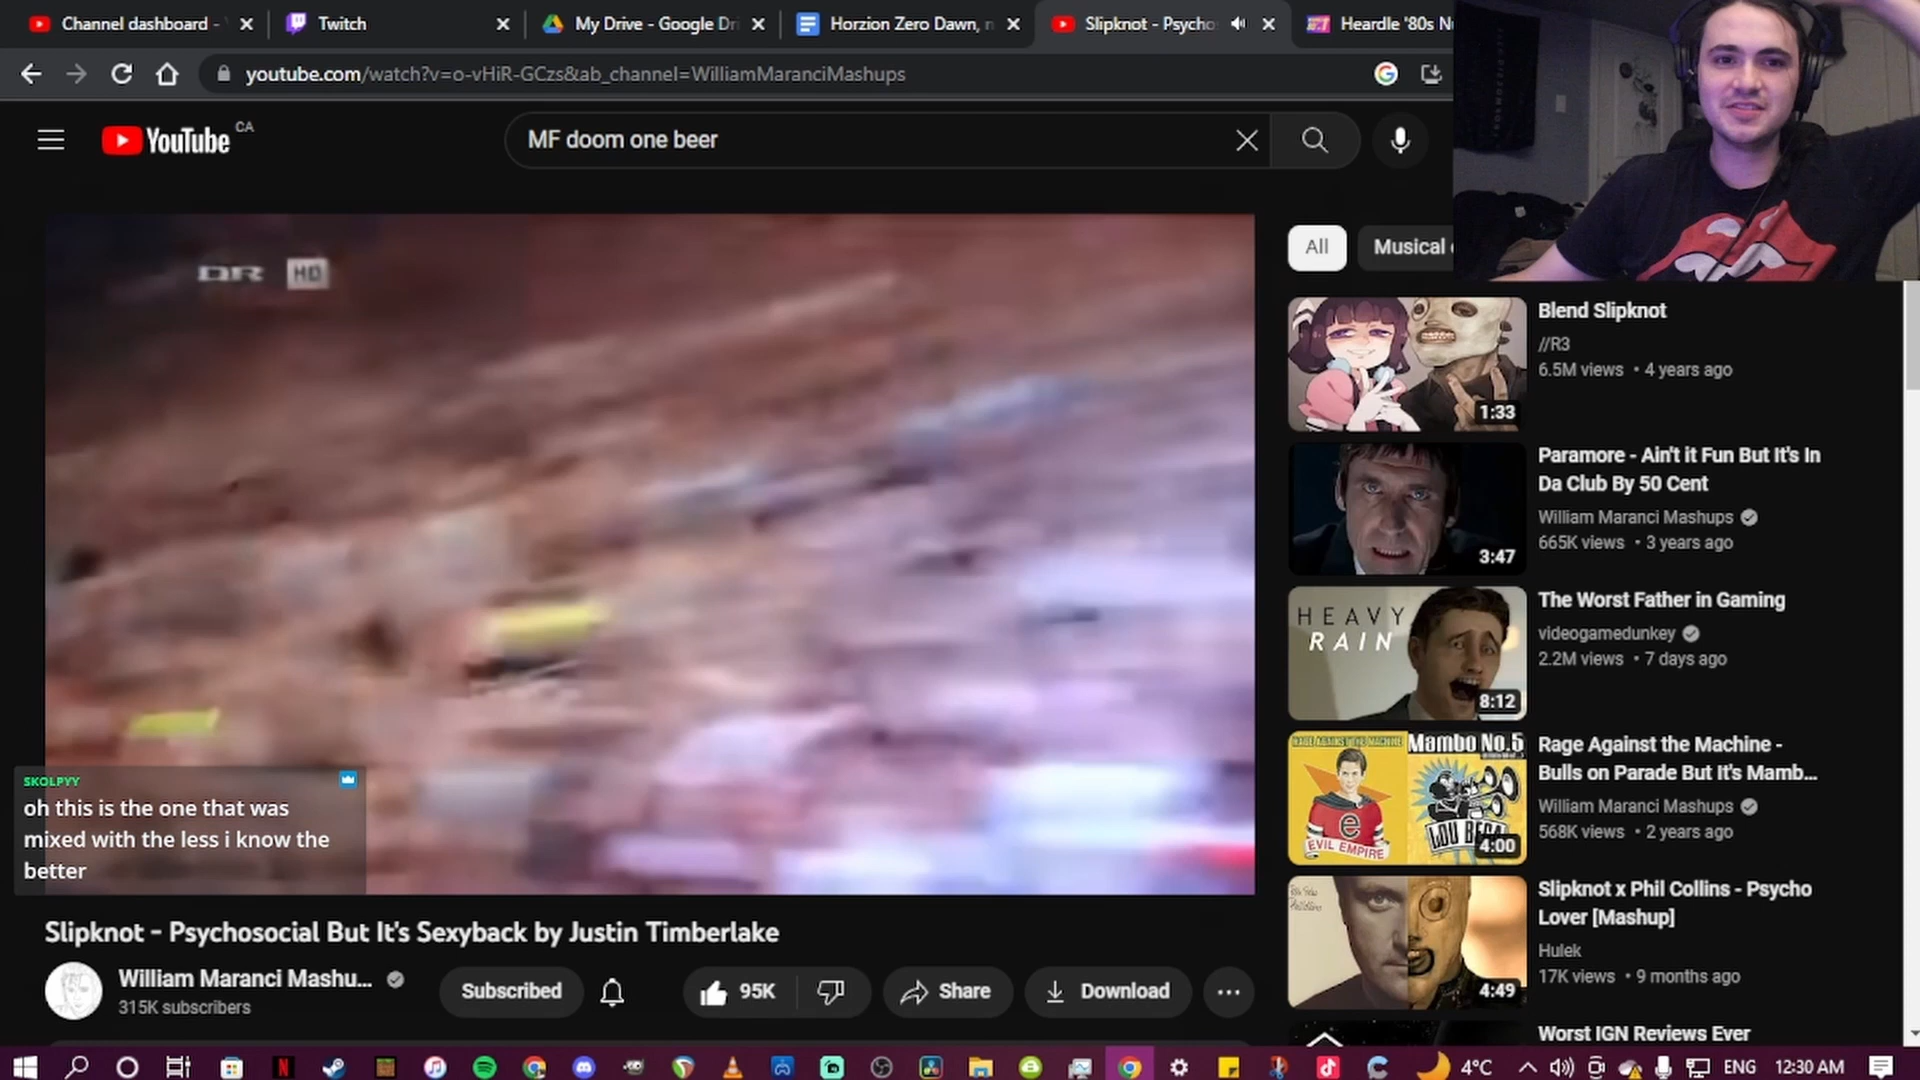 Channel dashboard -
Twitch
My Drive - Google Dri
Horzion Zero Dawn, n
Slipknot - Psycho
Heardle '80s Nu
youtube.com/watch?v=o-vHiR-GCzs&ab_channel=WilliamMaranciMashups
YouTube CA
MF doom one beer
DR HD
All
Musical
Blend Slipknot
//R3
6.5M views • 4 years ago
1:33
Paramore - Ain't it Fun But It's In
Da Club By 50 Cent
William Maranci Mashups
665K views • 3 years ago
3:47
HEAVY
RAIN
8:12
The Worst Father in Gaming
videogamedunkey
2.2M views • 7 days ago
RAGE AGAINST THE MACHINE
Mambo No.5
e
EVIL EMPIRE
LOU BEGA
4:00
Rage Against the Machine -
Bulls on Parade But It's Mamb...
William Maranci Mashups
568K views • 2 years ago
Slipknot x Phil Collins - Psycho
Lover [Mashup]
Hulek
17K views • 9 months ago
4:49
Worst IGN Reviews Ever
SKOLPYY
oh this is the one that was
mixed with the less i know the
better
Slipknot - Psychosocial But It's Sexyback by Justin Timberlake
William Maranci Mashu...
315K subscribers
Subscribed
95K
Share
Download
4°C
ENG
12:30 AM